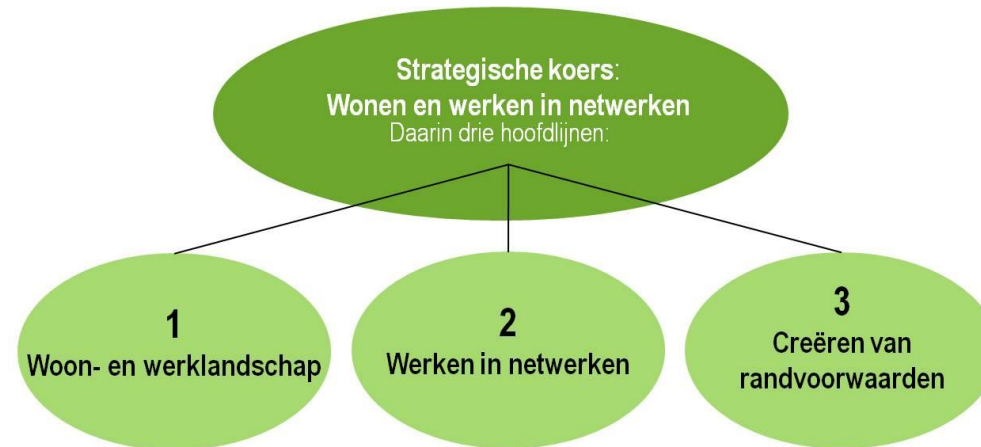 Strategische koers:
Wonen en werken in netwerken
Daarin drie hoofdlijnen:
1
Woon- en werklandschap
2
Werken in netwerken
3
Creëren van
randvoorwaarden